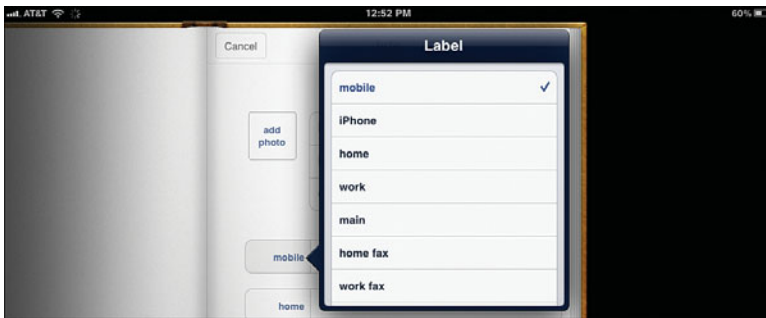 AT&T 12:52 PM 60%
Cancel
Label
mobile
iPhone
add
photo
home
work
main
mobile
home fax
work fax
home